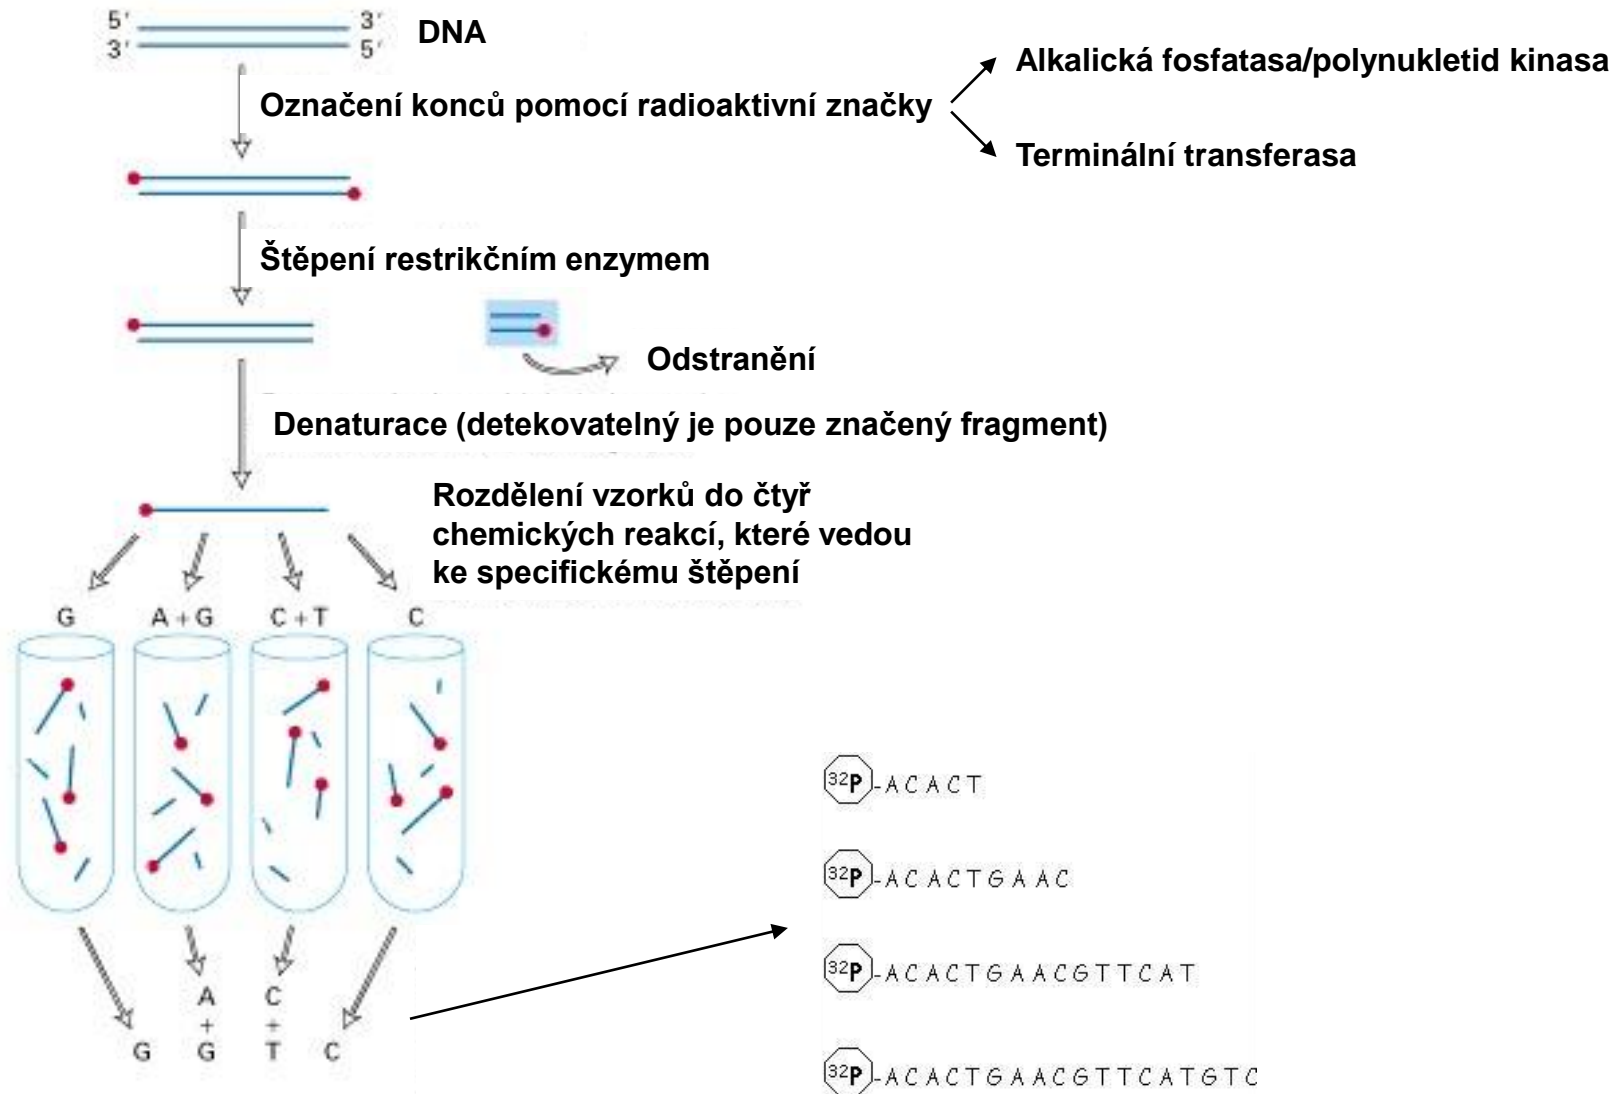 5' 3'
3' 5'
DNA
Alkalická fosfatasa/polynukletid kinasa
Označení konců pomocí radioaktivní značky
Terminální transferasa
Štěpení restrikčním enzymem
Odstranění
Denaturace (detekovatelný je pouze značený fragment)
Rozdělení vzorků do čtyř
chemických reakcí, které vedou
ke specifickému štěpení
G A+G C+T C
A C
+ +
G G T C
32P-ACACT
32P-ACACTGAAC
32P-ACACTGAACGTTCAT
32P-ACACTGAACGTTCATGTC